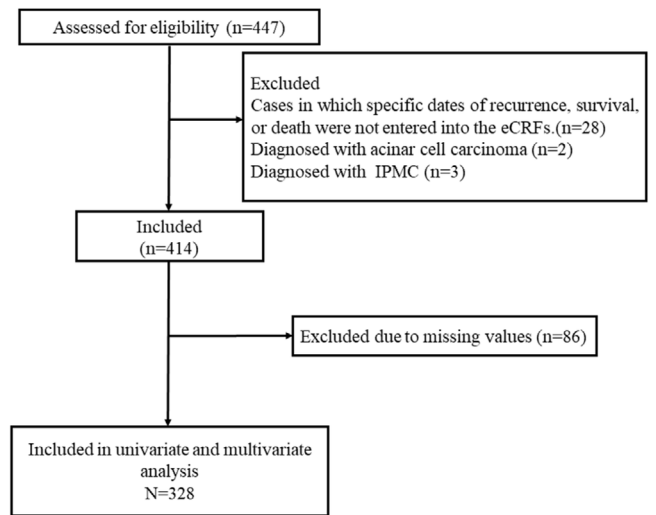 Assessed for eligibility (n=447)
Excluded
Cases in which specific dates of recurrence, survival,
or death were not entered into the eCRFs.(n=28)
Diagnosed with acinar cell carcinoma (n=2)
Diagnosed with IPMC (n=3)
Included
(n=414)
Excluded due to missing values (n=86)
Included in univariate and multivariate
analysis
N=328